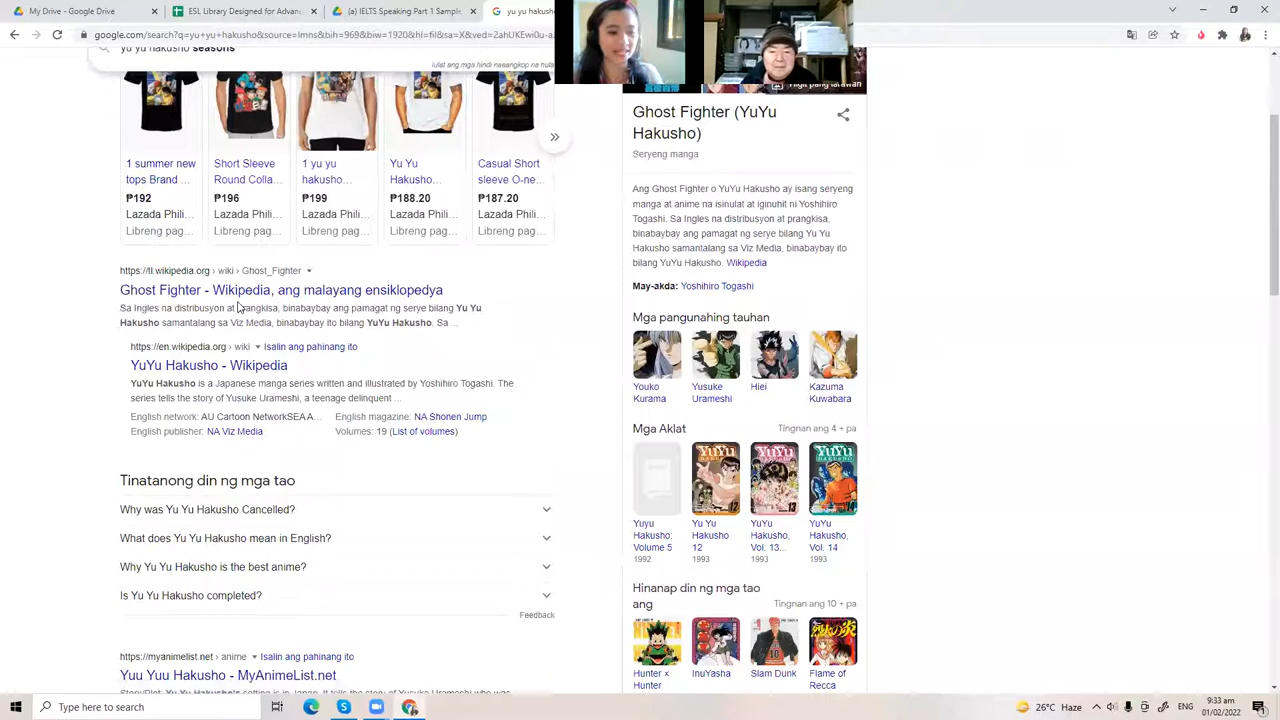 My Drive - Google Drive
ESL Library Designed for Advan
(a) IELTS Speaking Part 1 Sampl
yu yu hakusho
/search?q=yu+yu+hakusho&source=lmns&bih=969&biw=1920&hl=fil&sa=X&ved=2ahUKEwi0u-a
yu yu hakusho seasons
Iulat ang mga hindi naaangkop na hula
Higit pang larawan
1 summer new
tops Brand ...
₱192
Lazada Phili...
Libreng pag...
Short Sleeve
Round Colla...
₱196
Lazada Phili...
Libreng pag...
1 yu yu
hakusho...
₱199
Lazada Phili...
Libreng pag...
Yu Yu
Hakusho...
₱188.20
Lazada Phili...
Libreng pag...
Casual Short
sleeve O-ne...
₱187.20
Lazada Phili...
Libreng pag...
https://tl.wikipedia.org › wiki › Ghost_Fighter
Ghost Fighter - Wikipedia, ang malayang ensiklopedya
Sa Ingles na distribusyon at prangkisa, binabaybay ang pamagat ng serye bilang Yu Yu
Hakusho samantalang sa Viz Media, binabaybay ito bilang YuYu Hakusho. Sa ...
https://en.wikipedia.org › wiki Isalin ang pahinang ito
YuYu Hakusho - Wikipedia
YuYu Hakusho is a Japanese manga series written and illustrated by Yoshihiro Togashi. The
series tells the story of Yusuke Urameshi, a teenage delinquent ...
English network: AU Cartoon NetworkSEA A... English magazine: NA Shonen Jump
English publisher: NA Viz Media Volumes: 19 (List of volumes)
Tinatanong din ng mga tao
Why was Yu Yu Hakusho Cancelled?
What does Yu Yu Hakusho mean in English?
Why Yu Yu Hakusho is the best anime?
Is Yu Yu Hakusho completed?
Feedback
https://myanimelist.net › anime Isalin ang pahinang ito
Yuu Yuu Hakusho - MyAnimelist.net
Ghost Fighter (YuYu
Hakusho)
Seryeng manga
Ang Ghost Fighter o YuYu Hakusho ay isang seryeng
manga at anime na isinulat at iginuhit ni Yoshihiro
Togashi. Sa Ingles na distribusyon at prangkisa,
binabaybay ang pamagat ng serye bilang Yu Yu
Hakusho samantalang sa Viz Media, binabaybay ito
bilang YuYu Hakusho. Wikipedia
May-akda: Yoshihiro Togashi
Mga pangunahing tauhan
Youko
Kurama
Yusuke
Urameshi
Hiei
Kazuma
Kuwabara
Mga Aklat
Tingnan ang 4 + pa
Yuyu
Hakusho:
Volume 5
1992
Yu Yu
Hakusho
12
1993
YuYu
Hakusho,
Vol. 13...
1993
YuYu
Hakusho,
Vol. 14
1993
Hinanap din ng mga tao
ang
Tingnan ang 10 + pa
Hunter ×
Hunter
InuYasha
Slam Dunk
Flame of
Recca
Type here to search
26°C Haze
ENG
9:33 am
01/02/2022